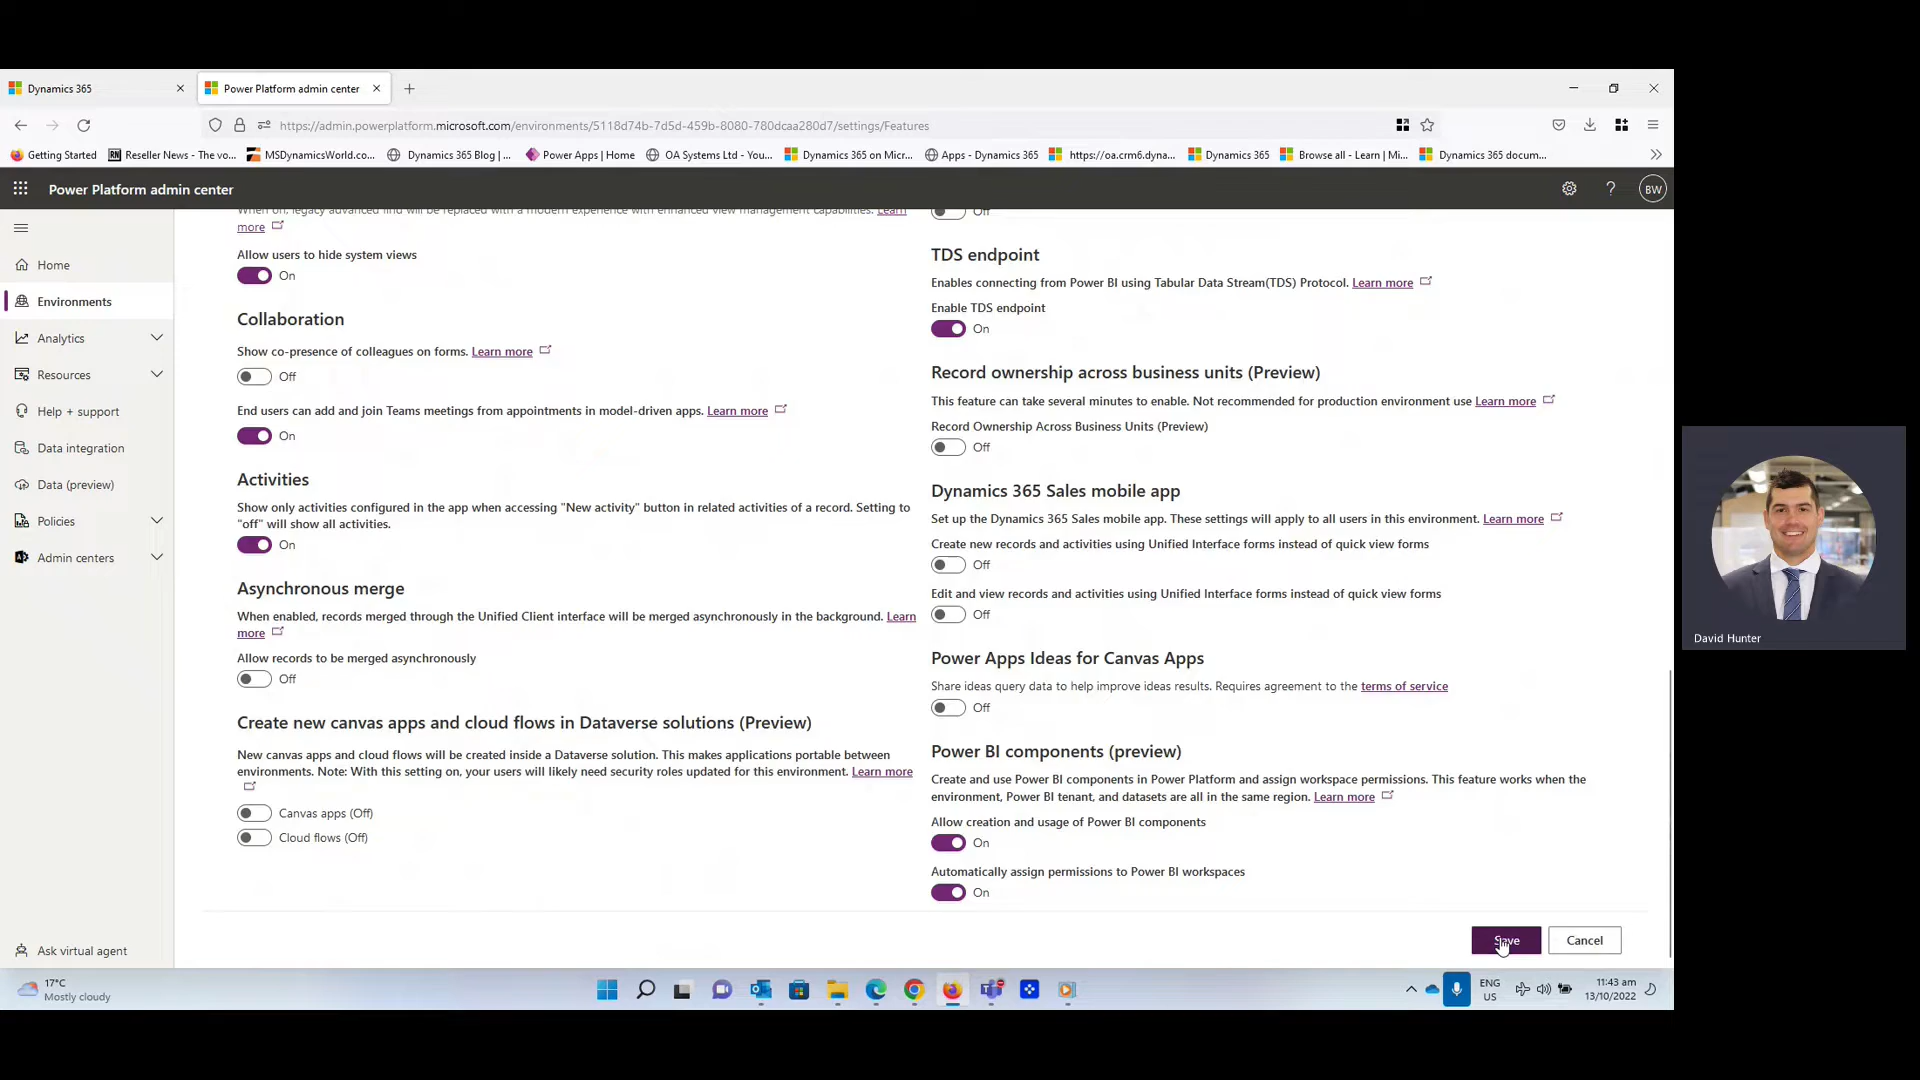 Dynamics 365
Power Platform admin center
https://admin.powerplatform.microsoft.com/environments/5118d74b-7d5d-459b-8080-780dcaa280d7/settings/Features
Getting Started
Reseller News - The vo...
MSDynamicsWorld.co...
Dynamics 365 Blog | ...
Power Apps | Home
OA Systems Ltd - You...
Dynamics 365 on Micr...
Apps - Dynamics 365
https://oa.crm6.dyna...
Dynamics 365
Browse all - Learn | Mi...
Dynamics 365 docum...
Power Platform admin center
BW
Home
Environments
Analytics
Resources
Help + support
Data integration
Data (preview)
Policies
Admin centers
Ask virtual agent
When on, legacy advanced find will be replaced with a modern experience with enhanced view management capabilities. Learn
more
Allow users to hide system views
On
Collaboration
Show co-presence of colleagues on forms. Learn more
Off
End users can add and join Teams meetings from appointments in model-driven apps. Learn more
On
Activities
Show only activities configured in the app when accessing "New activity" button in related activities of a record. Setting to
"off" will show all activities.
On
Asynchronous merge
When enabled, records merged through the Unified Client interface will be merged asynchronously in the background. Learn
more
Allow records to be merged asynchronously
Off
Create new canvas apps and cloud flows in Dataverse solutions (Preview)
New canvas apps and cloud flows will be created inside a Dataverse solution. This makes applications portable between
environments. Note: With this setting on, your users will likely need security roles updated for this environment. Learn more
Canvas apps (Off)
Cloud flows (Off)
Off
TDS endpoint
Enables connecting from Power BI using Tabular Data Stream(TDS) Protocol. Learn more
Enable TDS endpoint
On
Record ownership across business units (Preview)
This feature can take several minutes to enable. Not recommended for production environment use Learn more
Record Ownership Across Business Units (Preview)
Off
Dynamics 365 Sales mobile app
Set up the Dynamics 365 Sales mobile app. These settings will apply to all users in this environment. Learn more
Create new records and activities using Unified Interface forms instead of quick view forms
Off
Edit and view records and activities using Unified Interface forms instead of quick view forms
Off
Power Apps Ideas for Canvas Apps
Share ideas query data to help improve ideas results. Requires agreement to the terms of service
Off
Power BI components (preview)
Create and use Power BI components in Power Platform and assign workspace permissions. This feature works when the
environment, Power BI tenant, and datasets are all in the same region. Learn more
Allow creation and usage of Power BI components
On
Automatically assign permissions to Power BI workspaces
On
Save
Cancel
David Hunter
17°C
Mostly cloudy
ENG
US
11:43 am
13/10/2022